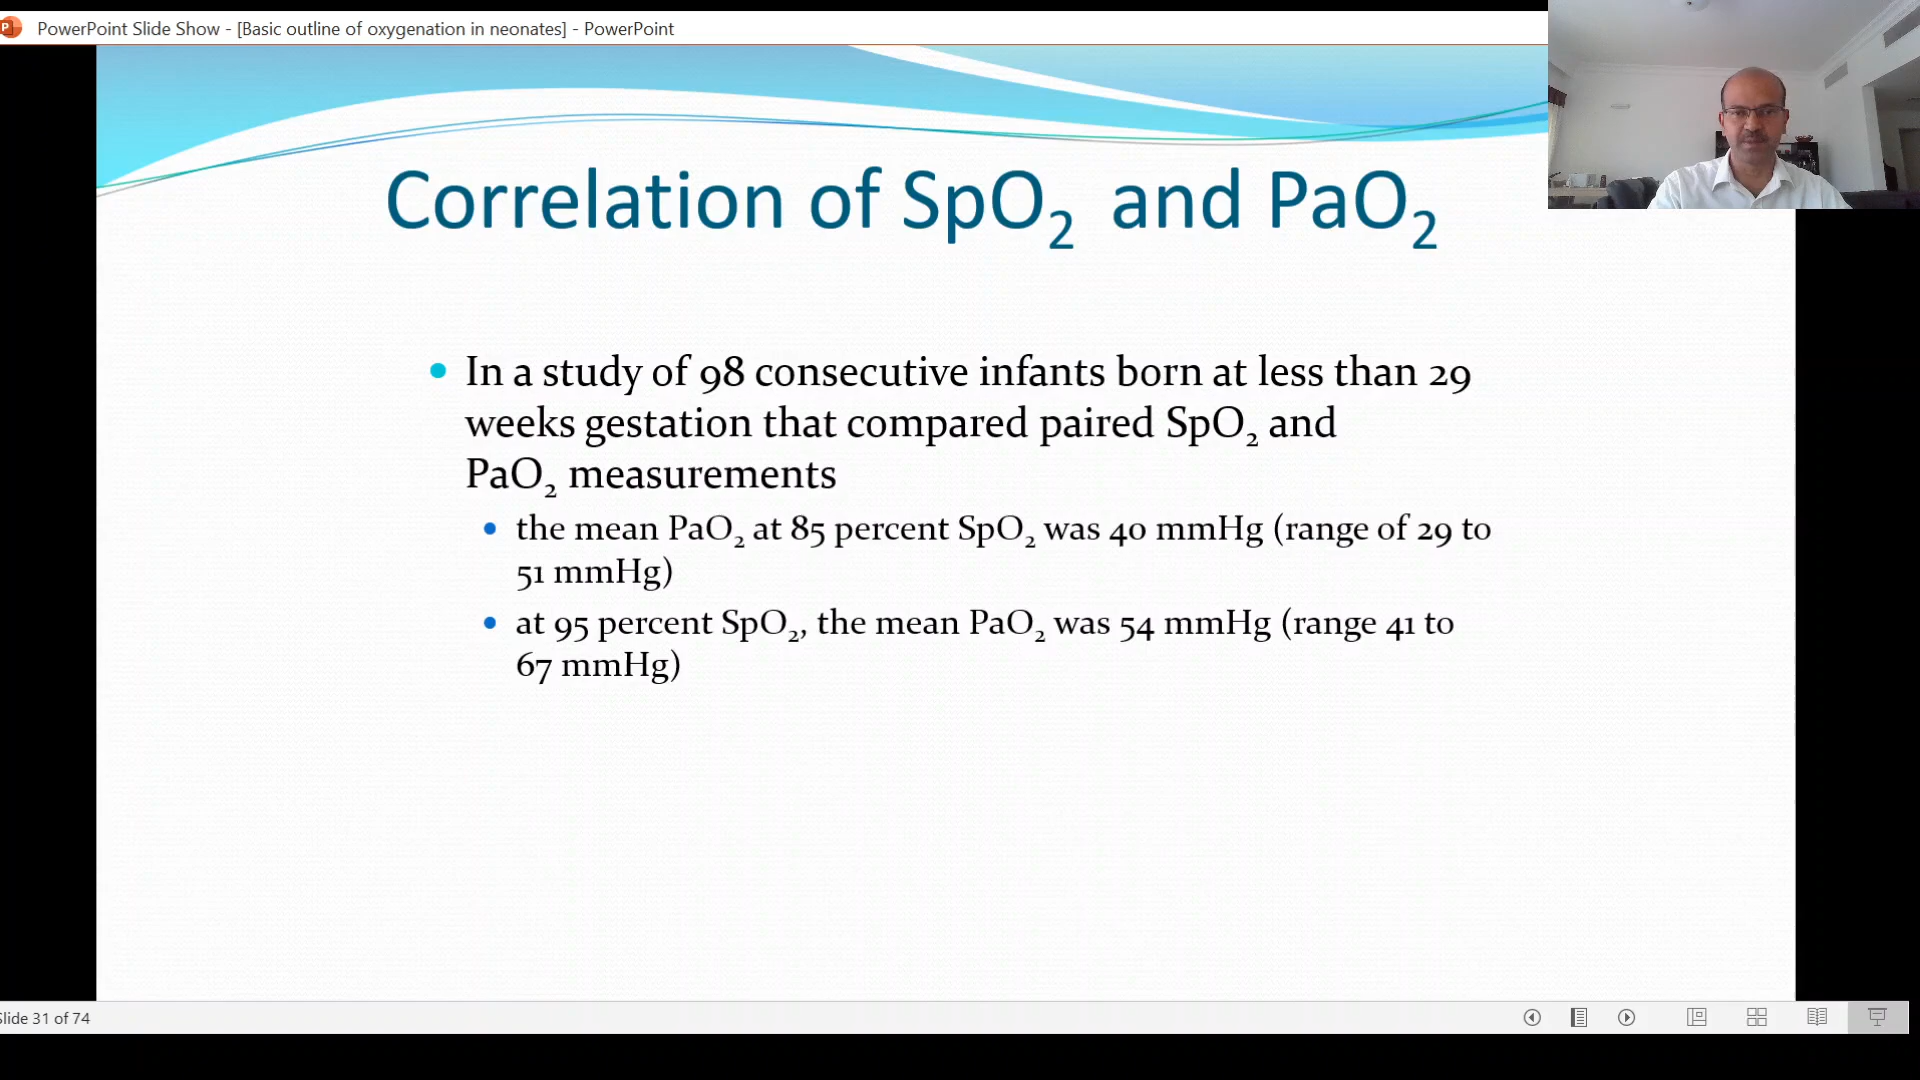 PowerPoint Slide Show - [Basic outline of oxygenation in neonates] - PowerPoint
Correlation of SpO₂ and PaO₂
In a study of 98 consecutive infants born at less than 29
weeks gestation that compared paired SpO₂ and
PaO₂ measurements
the mean PaO₂ at 85 percent SpO₂ was 40 mmHg (range of 29 to
51 mmHg)
at 95 percent SpO₂, the mean PaO₂ was 54 mmHg (range 41 to
67 mmHg)
Slide 31 of 74